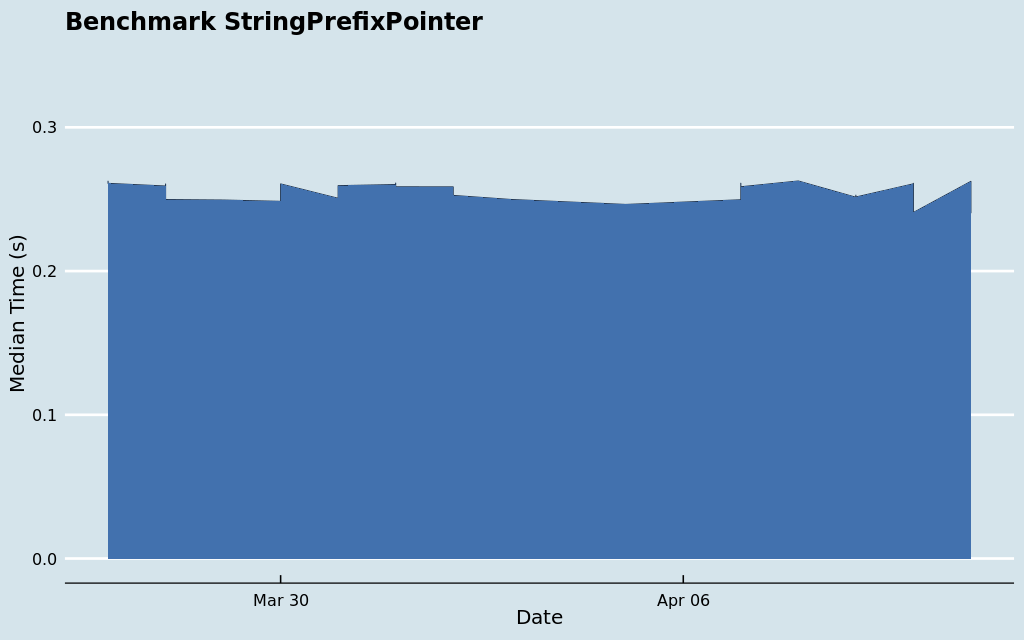 Benchmark StringPrefixPointer
0.3
0.2
0.1
0.0
Median Time (s)
Mar 30
Apr 06
Date